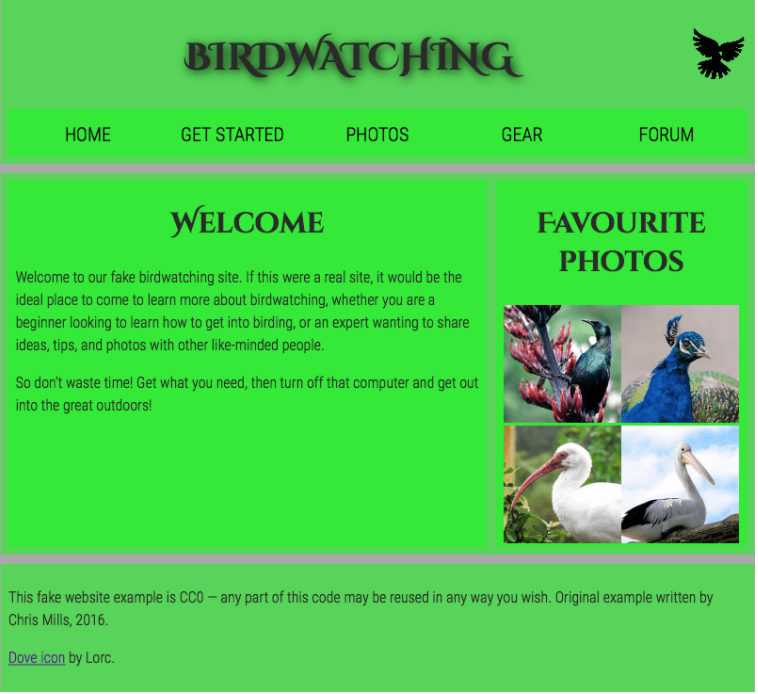 BIRDWATCHING
HOME GET STARTED PHOTOS GEAR FORUM
WELCOME
Welcome to our fake birdwatching site. If this were a real site, it would be the
ideal place to come to learn more about birdwatching, whether you are a
beginner looking to learn how to get into birding, or an expert wanting to share
ideas, tips, and photos with other like-minded people.
So don't waste time! Get what you need, then turn off that computer and get out
into the great outdoors!
FAVOURITE
PHOTOS
This fake website example is CC0 — any part of this code may be reused in any way you wish. Original example written by
Chris Mills, 2016.
Dove icon by Lorc.